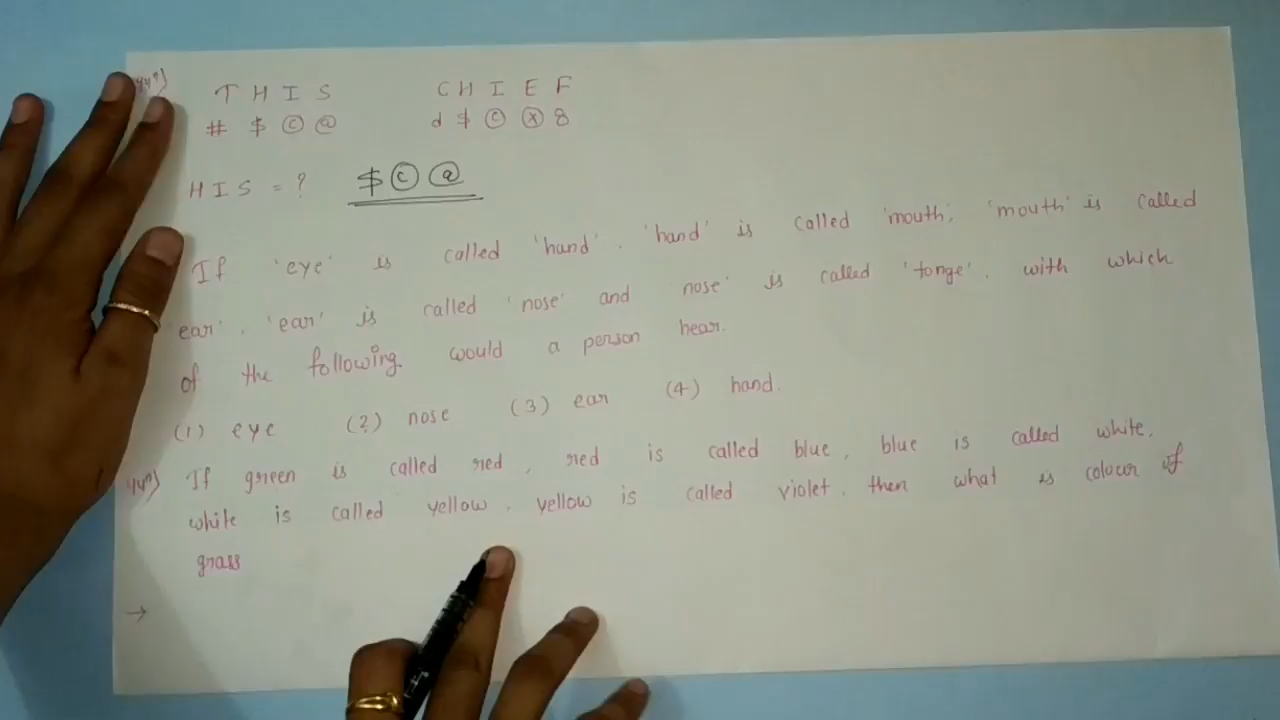 T H I S C H I E F
# $ © @ d $ © ⓧ 8
H I S = ? $ © @
If 'eye' is called 'hand'. 'hand' is called 'mouth', 'mouth' is called
ear'. 'ear' is called 'nose' and nose' is called 'tonge'. with which
of the following. would a person hear.
(1) eye (2) nose (3) ear (4) hand.
If green is called red, red is called blue, blue is called white,
white is called yellow, yellow is called violet. then what is colour of
grass
→